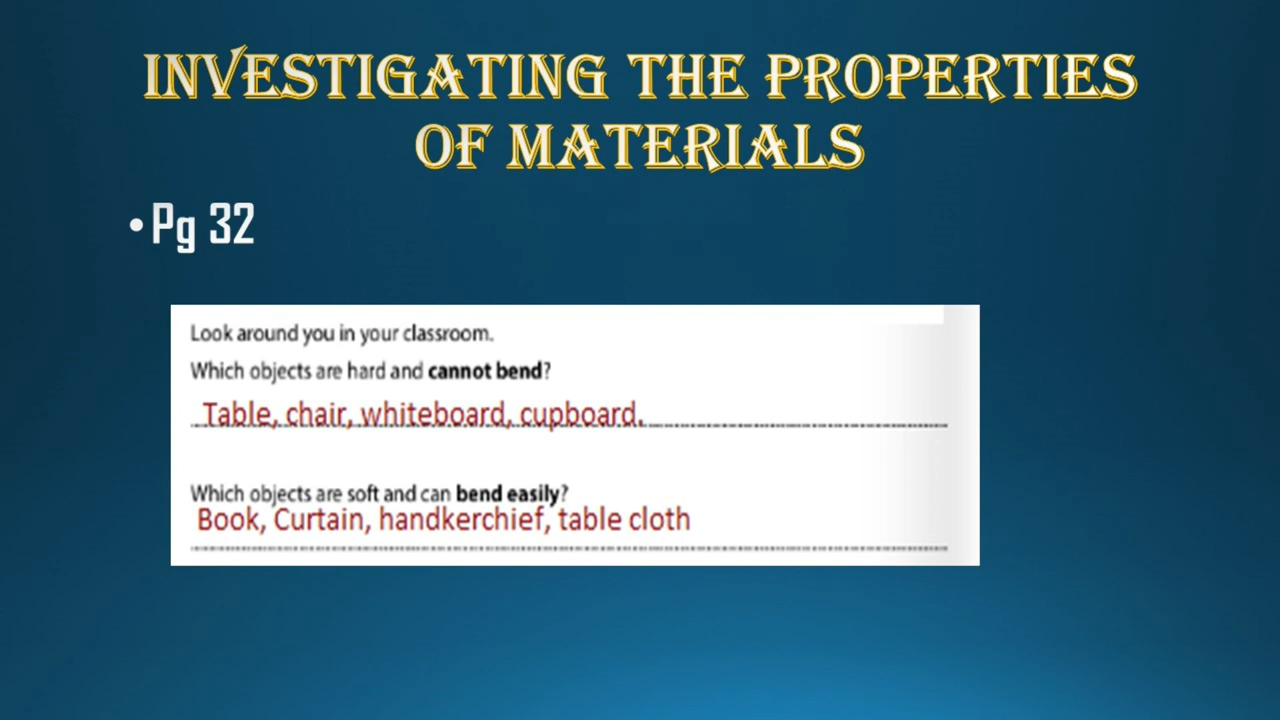 INVESTIGATING THE PROPERTIES
OF MATERIALS
• Pg 32
Look around you in your classroom.
Which objects are hard and cannot bend?
Table, chair, whiteboard, cupboard.
Which objects are soft and can bend easily?
Book, Curtain, handkerchief, table cloth